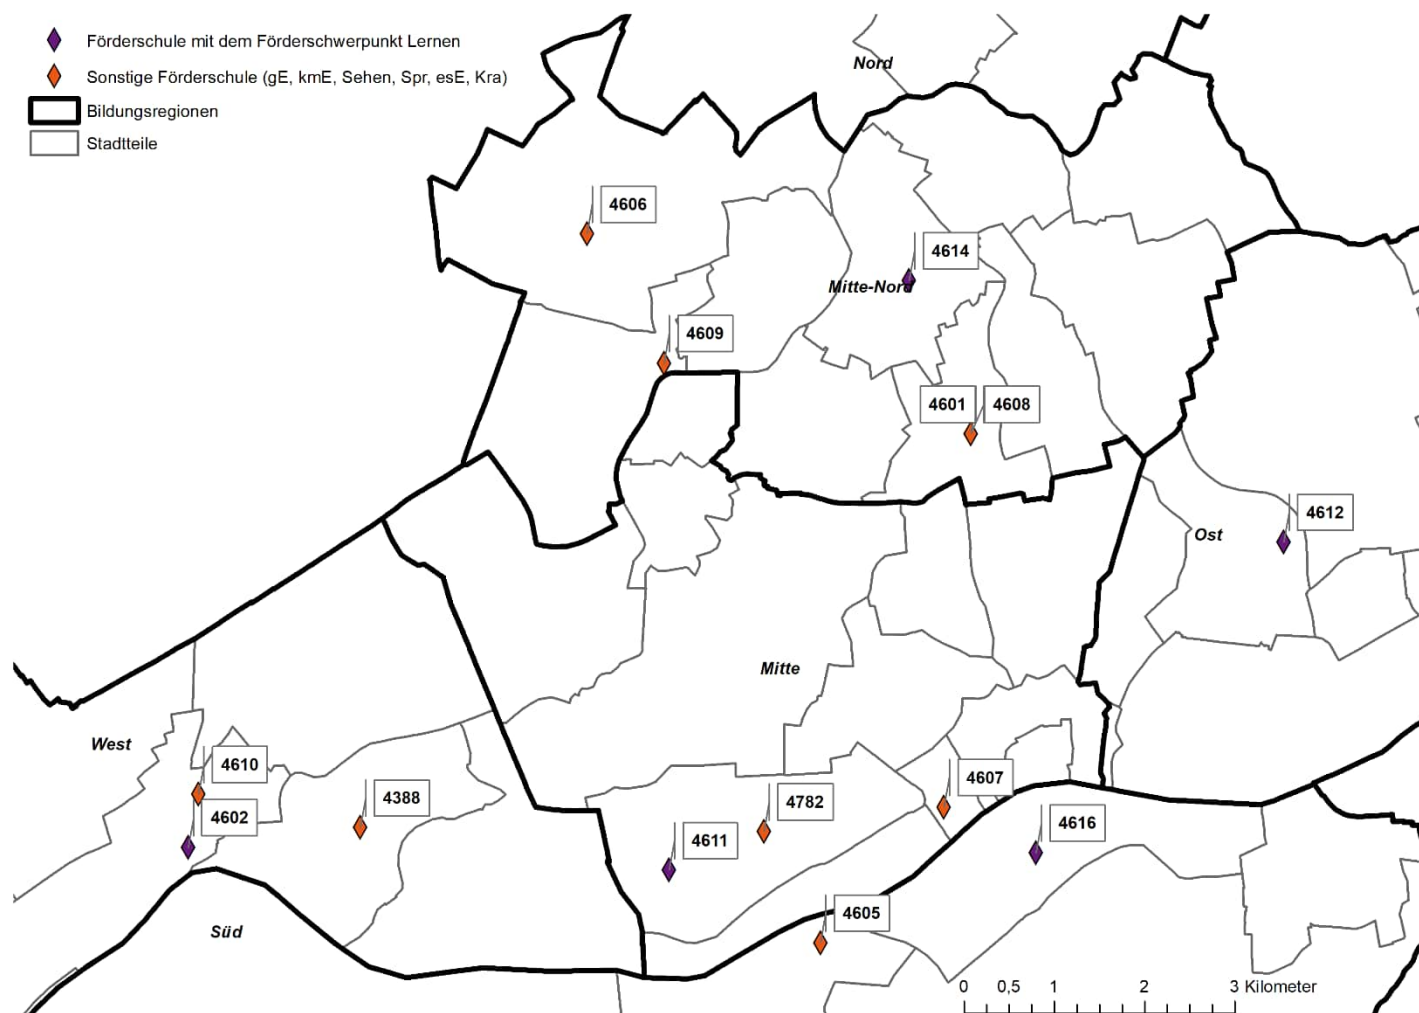 Förderschule mit dem Förderschwerpunkt Lernen
Sonstige Förderschule (gE, kmE, Sehen, Spr, esE, Kra)
Bildungsregionen
Stadtteile
Nord
4606
4614
Mitte-Nord
4609
4601
4608
4612
Ost
Mitte
West
4610
4602
4388
4782
4607
4611
4616
4605
Süd
0 0,5 1 2 3 Kilometer